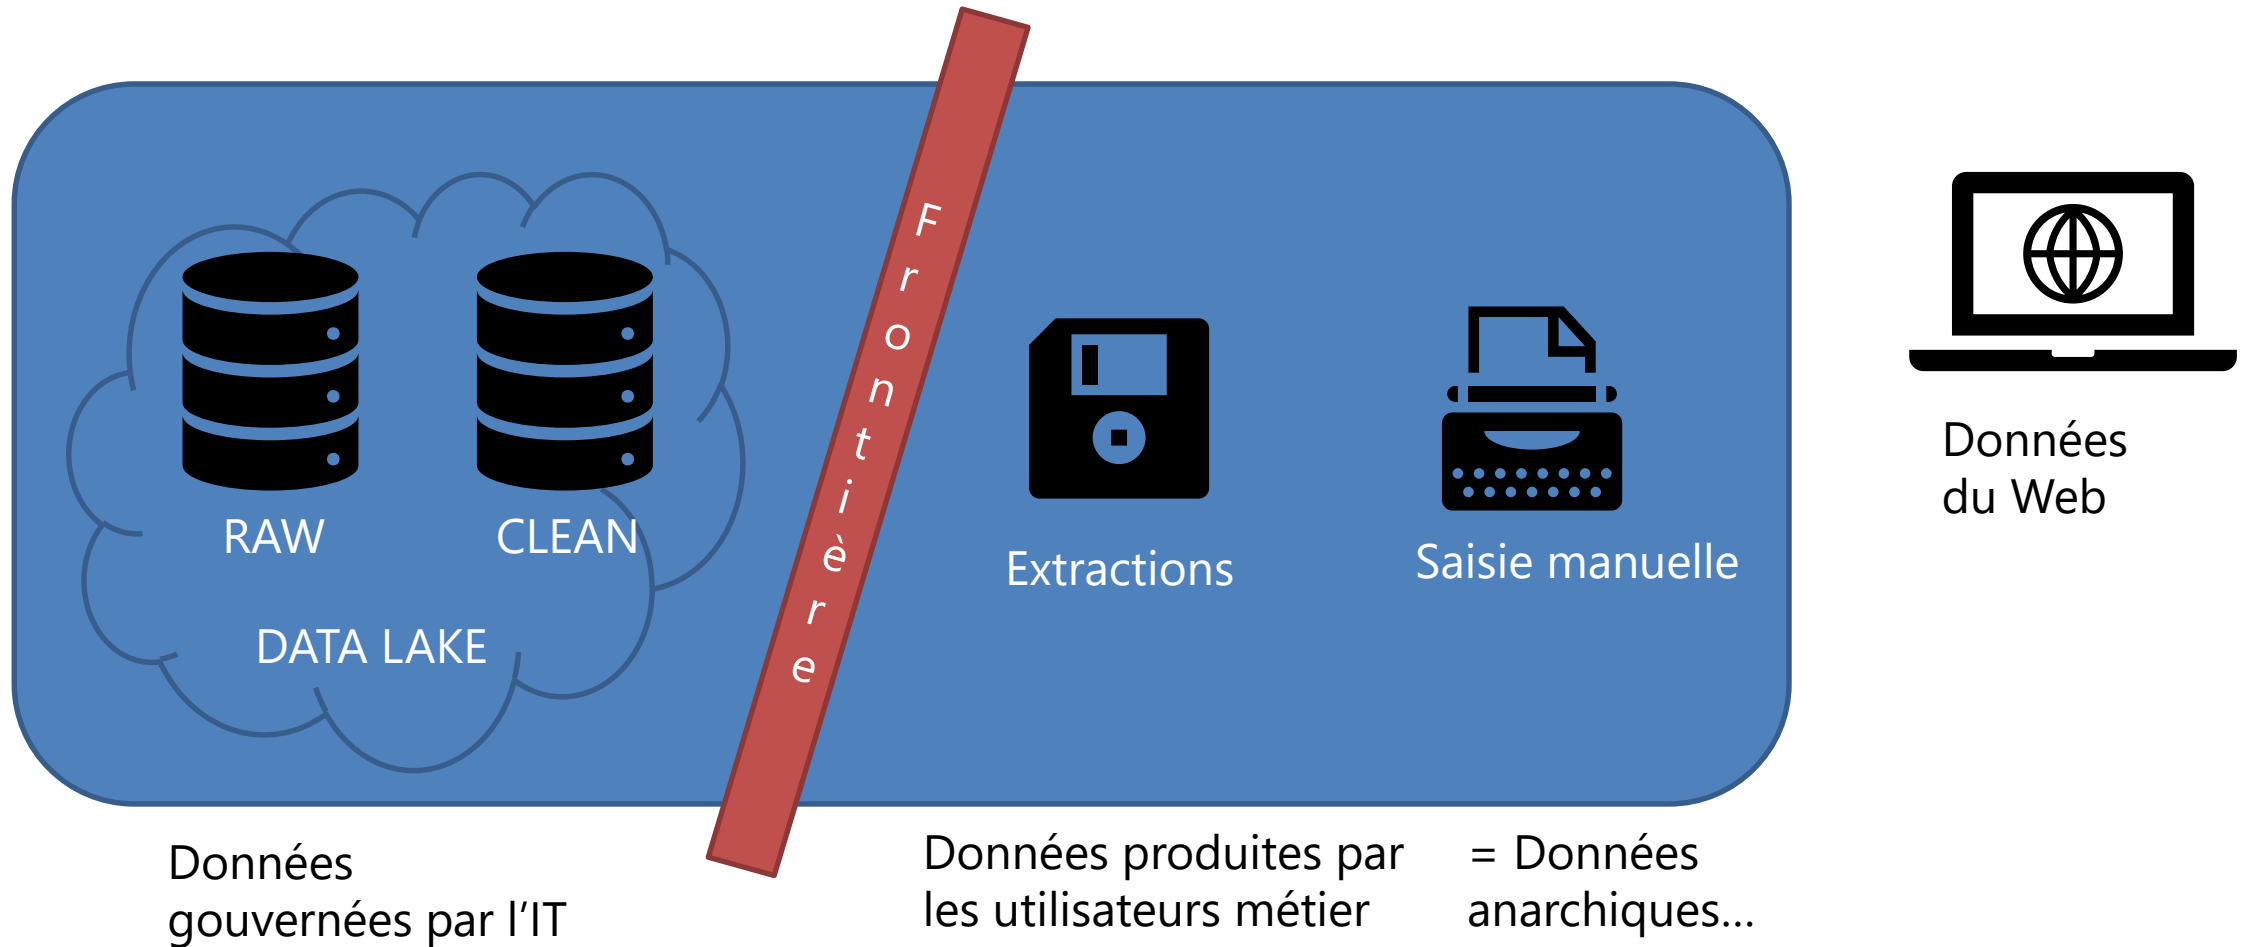 Frontière
RAW
CLEAN
DATA LAKE
Extractions
Saisie manuelle
Données
du Web
Données
gouvernées par l’IT
Données produites par
les utilisateurs métier
= Données
anarchiques…